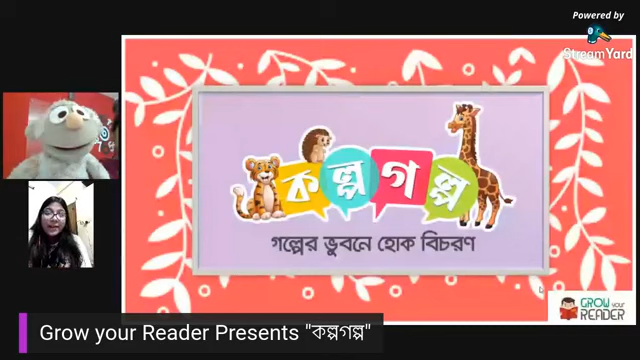 Powered by
StreamYard
কল্পগল্প
গল্পের ভুবনে হোক বিচরণ
GROW your
READER
Grow your Reader Presents "কল্পগল্প"